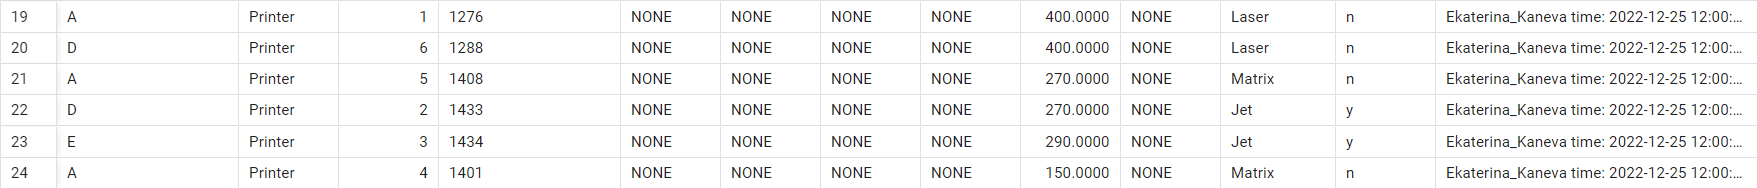 19 A Printer 1 1276 NONE NONE NONE NONE 400.0000 NONE Laser n Ekaterina_Kaneva time: 2022-12-25 12:00:...
20 D Printer 6 1288 NONE NONE NONE NONE 400.0000 NONE Laser n Ekaterina_Kaneva time: 2022-12-25 12:00:...
21 A Printer 5 1408 NONE NONE NONE NONE 270.0000 NONE Matrix n Ekaterina_Kaneva time: 2022-12-25 12:00:...
22 D Printer 2 1433 NONE NONE NONE NONE 270.0000 NONE Jet y Ekaterina_Kaneva time: 2022-12-25 12:00:...
23 E Printer 3 1434 NONE NONE NONE NONE 290.0000 NONE Jet y Ekaterina_Kaneva time: 2022-12-25 12:00:...
24 A Printer 4 1401 NONE NONE NONE NONE 150.0000 NONE Matrix n Ekaterina_Kaneva time: 2022-12-25 12:00:...